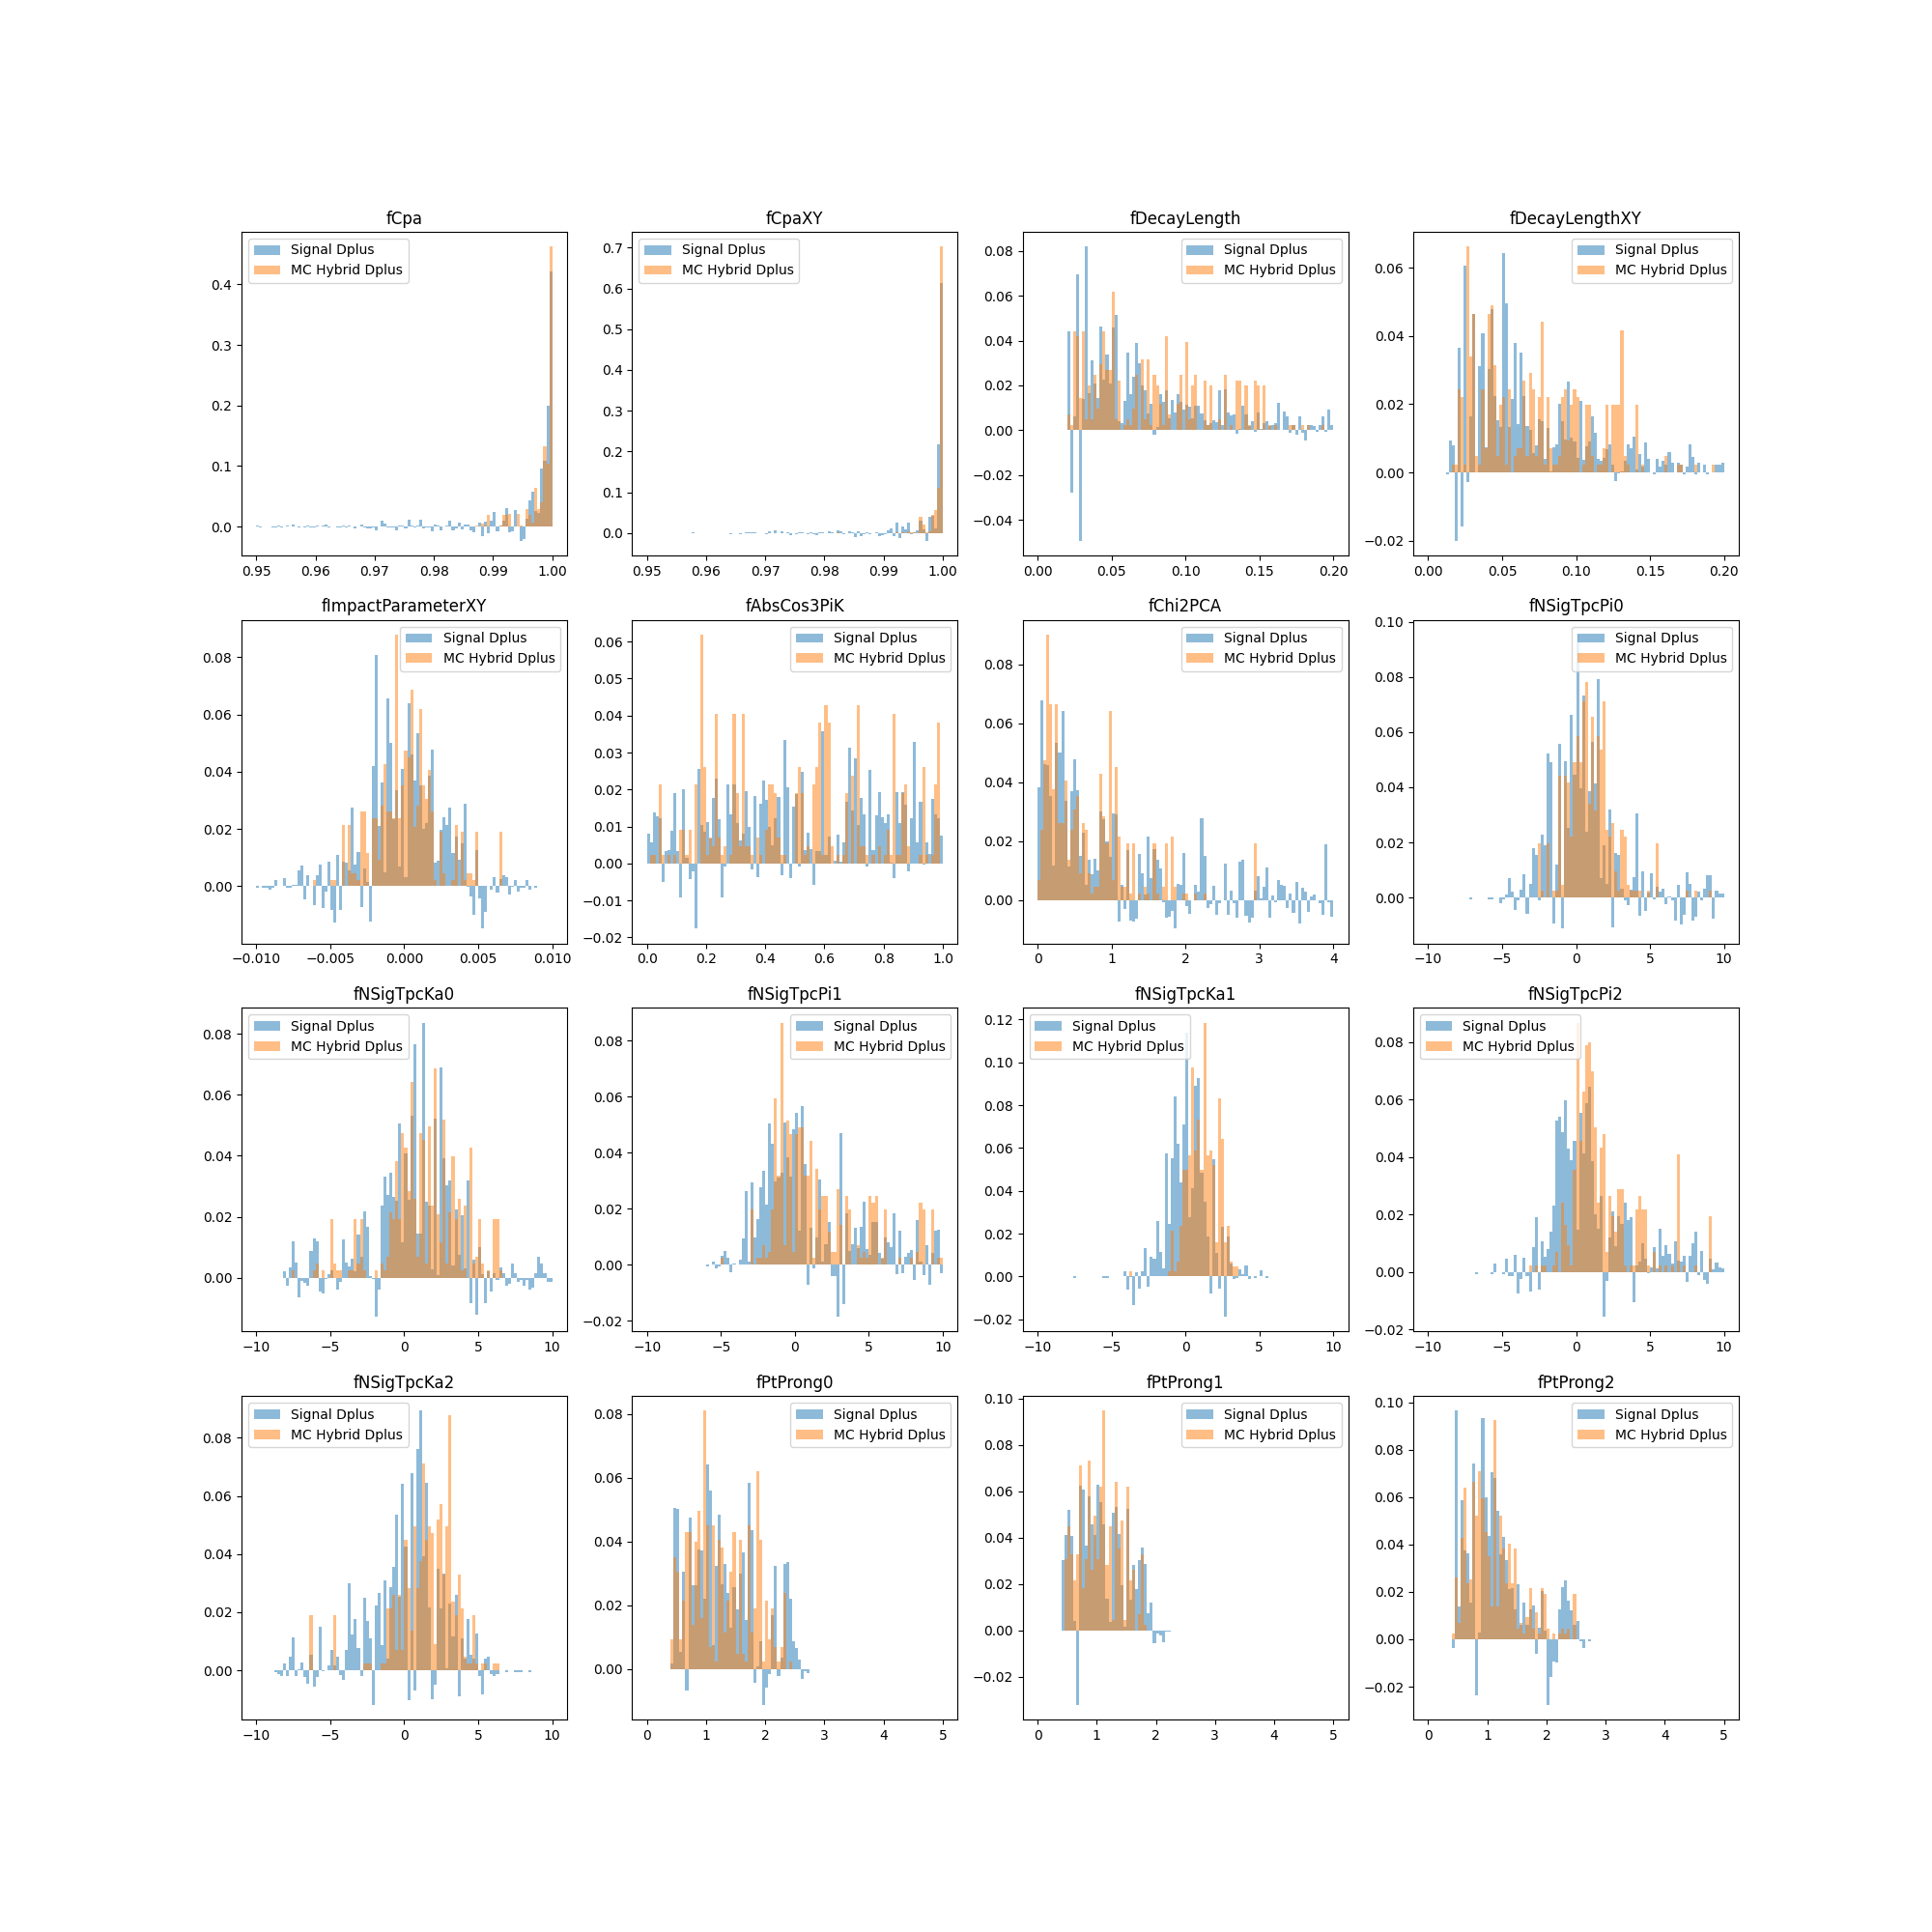 fCpa
Signal Dplus
MC Hybrid Dplus
0.4
0.3
0.2
0.1
0.0
0.95 0.96 0.97 0.98 0.99 1.00
fCpaXY
Signal Dplus
MC Hybrid Dplus
0.7
0.6
0.5
0.4
0.3
0.2
0.1
0.0
0.95 0.96 0.97 0.98 0.99 1.00
fDecayLength
Signal Dplus
MC Hybrid Dplus
0.08
0.06
0.04
0.02
0.00
−0.02
−0.04
0.00 0.05 0.10 0.15 0.20
fDecayLengthXY
Signal Dplus
MC Hybrid Dplus
0.06
0.04
0.02
0.00
−0.02
0.00 0.05 0.10 0.15 0.20
fImpactParameterXY
Signal Dplus
MC Hybrid Dplus
0.08
0.06
0.04
0.02
0.00
−0.010 −0.005 0.000 0.005 0.010
fAbsCos3PiK
Signal Dplus
MC Hybrid Dplus
0.06
0.05
0.04
0.03
0.02
0.01
0.00
−0.01
−0.02
0.0 0.2 0.4 0.6 0.8 1.0
fChi2PCA
Signal Dplus
MC Hybrid Dplus
0.08
0.06
0.04
0.02
0.00
0 1 2 3 4
fNSigTpcPi0
Signal Dplus
MC Hybrid Dplus
0.10
0.08
0.06
0.04
0.02
0.00
−10 −5 0 5 10
fNSigTpcKa0
Signal Dplus
MC Hybrid Dplus
0.08
0.06
0.04
0.02
0.00
−10 −5 0 5 10
fNSigTpcPi1
Signal Dplus
MC Hybrid Dplus
0.08
0.06
0.04
0.02
0.00
−0.02
−10 −5 0 5 10
fNSigTpcKa1
Signal Dplus
MC Hybrid Dplus
0.12
0.10
0.08
0.06
0.04
0.02
0.00
−0.02
−10 −5 0 5 10
fNSigTpcPi2
Signal Dplus
MC Hybrid Dplus
0.08
0.06
0.04
0.02
0.00
−0.02
−10 −5 0 5 10
fNSigTpcKa2
Signal Dplus
MC Hybrid Dplus
0.08
0.06
0.04
0.02
0.00
−10 −5 0 5 10
fPtProng0
Signal Dplus
MC Hybrid Dplus
0.08
0.06
0.04
0.02
0.00
0 1 2 3 4 5
fPtProng1
Signal Dplus
MC Hybrid Dplus
0.10
0.08
0.06
0.04
0.02
0.00
−0.02
0 1 2 3 4 5
fPtProng2
Signal Dplus
MC Hybrid Dplus
0.10
0.08
0.06
0.04
0.02
0.00
−0.02
0 1 2 3 4 5